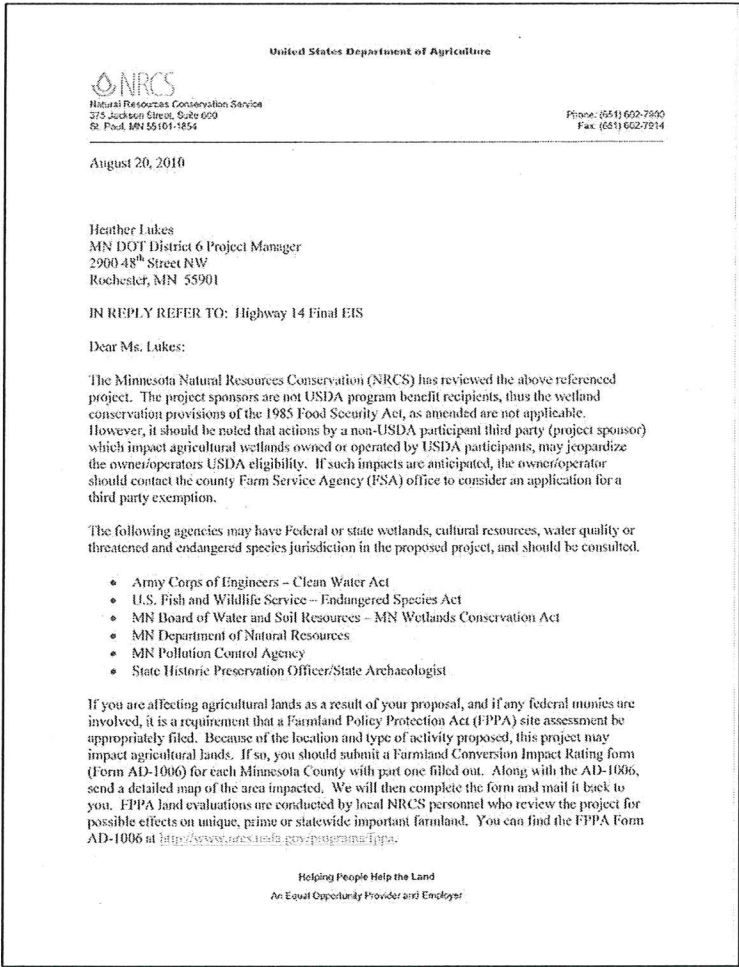 United States Department of Agriculture
NRCS
Natural Resources Conservation Service
375 Jackson Street, Suite 600
St. Paul, MN 55101-1854
Phone: (651) 602-7900
Fax: (651) 602-7914
August 20, 2010
Heather Lukes
MN DOT District 6 Project Manager
2900 48th Street NW
Rochester, MN 55901
IN REPLY REFER TO: Highway 14 Final EIS
Dear Ms. Lukes:
The Minnesota Natural Resources Conservation (NRCS) has reviewed the above referenced
project. The project sponsors are not USDA program benefit recipients, thus the wetland
conservation provisions of the 1985 Food Security Act, as amended are not applicable.
However, it should be noted that actions by a non-USDA participant third party (project sponsor)
which impact agricultural wetlands owned or operated by USDA participants, may jeopardize
the owner/operators USDA eligibility. If such impacts are anticipated, the owner/operator
should contact the county Farm Service Agency (FSA) office to consider an application for a
third party exemption.
The following agencies may have Federal or state wetlands, cultural resources, water quality or
threatened and endangered species jurisdiction in the proposed project, and should be consulted.
• Army Corps of Engineers – Clean Water Act
• U.S. Fish and Wildlife Service – Endangered Species Act
• MN Board of Water and Soil Resources – MN Wetlands Conservation Act
• MN Department of Natural Resources
• MN Pollution Control Agency
• State Historic Preservation Officer/State Archaeologist
If you are affecting agricultural lands as a result of your proposal, and if any federal monies are
involved, it is a requirement that a Farmland Policy Protection Act (FPPA) site assessment be
appropriately filed. Because of the location and type of activity proposed, this project may
impact agricultural lands. If so, you should submit a Farmland Conversion Impact Rating form
(Form AD-1006) for each Minnesota County with part one filled out. Along with the AD-1006,
send a detailed map of the area impacted. We will then complete the form and mail it back to
you. FPPA land evaluations are conducted by local NRCS personnel who review the project for
possible effects on unique, prime or statewide important farmland. You can find the FPPA Form
AD-1006 at http://www.nrcs.usda.gov/programs/fppa.
Helping People Help the Land
An Equal Opportunity Provider and Employer